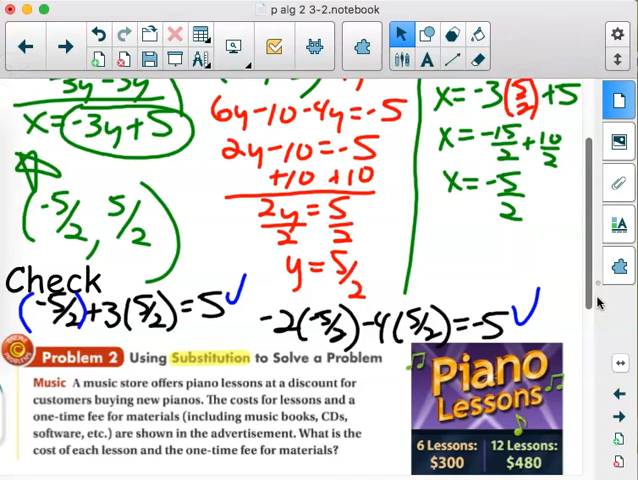 p alg 2 3-2.notebook
-3y -3y
x = -3y + 5
6y - 10 - 4y = -5
2y - 10 = -5
+10 +10
2y = 5
2 2
y = 5/2
x = -3(5/2) + 5
x = -15/2 + 10/2
x = -5/2
(-5/2, 5/2)
Check
(-5/2) + 3(5/2) = 5 ✓
-2(-5/2) - 4(5/2) = -5 ✓
Problem 2 Using Substitution to Solve a Problem
Music A music store offers piano lessons at a discount for
customers buying new pianos. The costs for lessons and a
one-time fee for materials (including music books, CDs,
software, etc.) are shown in the advertisement. What is the
cost of each lesson and the one-time fee for materials?
Piano
Lessons
6 Lessons: 12 Lessons:
$300 $480